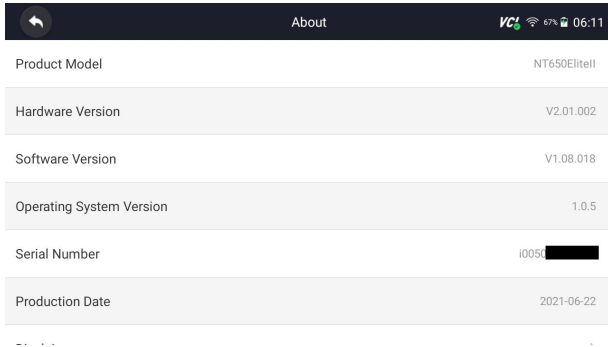 About
VC! 67% 06:11
Product Model NT650EliteII
Hardware Version V2.01.002
Software Version V1.08.018
Operating System Version 1.0.5
Serial Number i0050
Production Date 2021-06-22